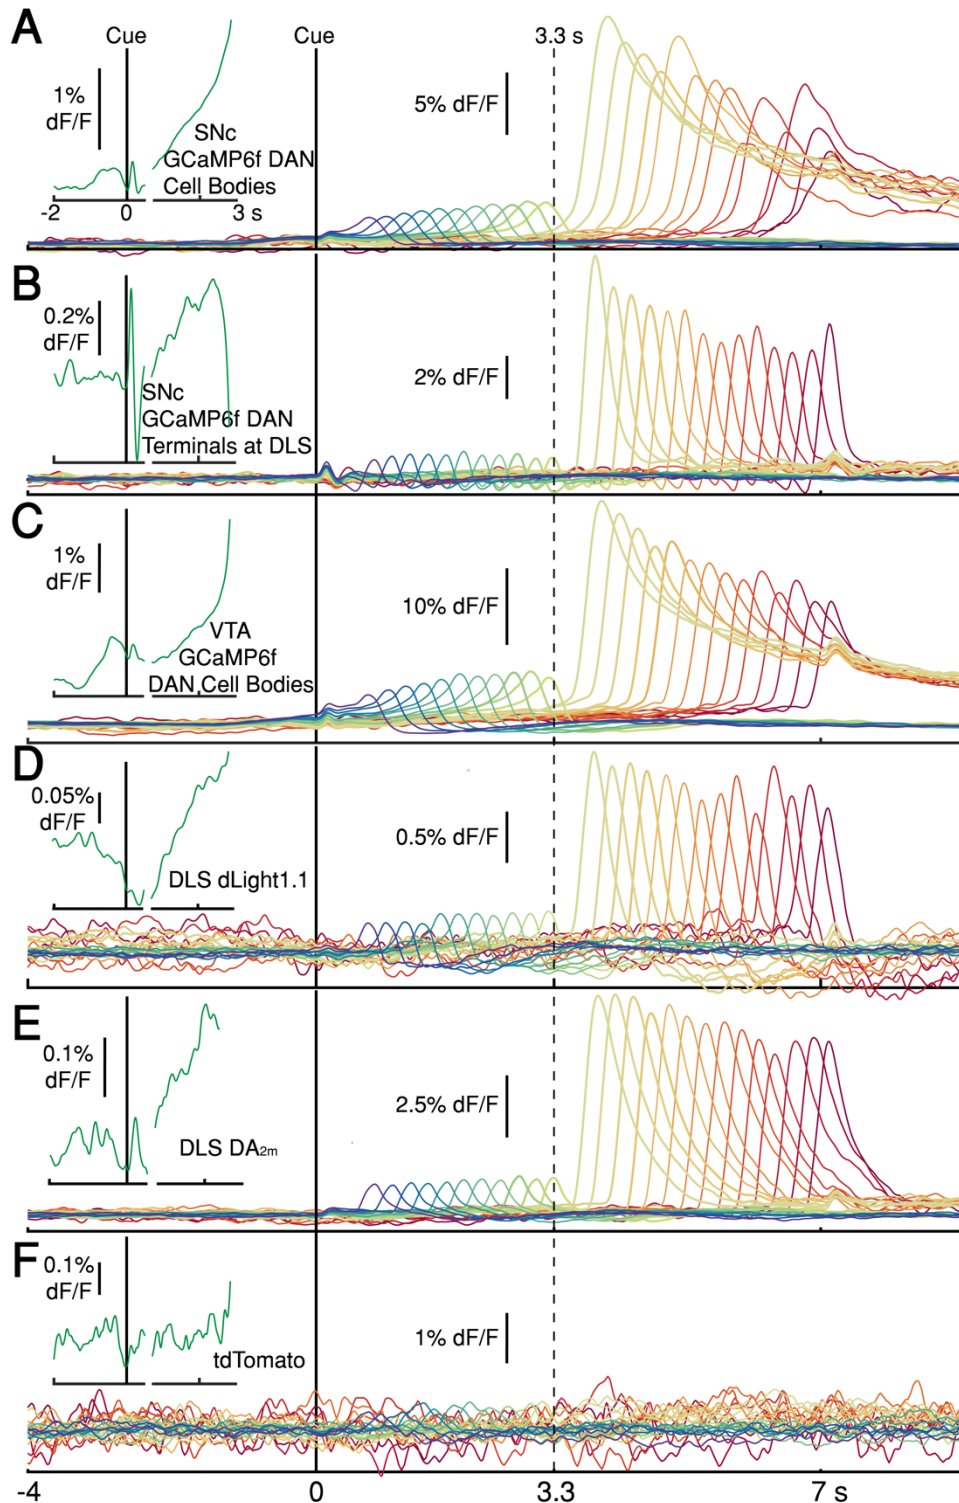 A
Cue
Cue
3.3 s
1%
dF/F
5% dF/F
SNc
GCaMP6f DAN
Cell Bodies
-2
0
3 s
B
0.2%
dF/F
2% dF/F
SNc
GCaMP6f DAN
Terminals at DLS
C
1%
dF/F
10% dF/F
VTA
GCaMP6f
DAN Cell Bodies
D
0.05%
dF/F
0.5% dF/F
DLS dLight1.1
E
0.1%
dF/F
2.5% dF/F
DLS DA2m
F
0.1%
dF/F
1% dF/F
tdTomato
-4
0
3.3
7 s